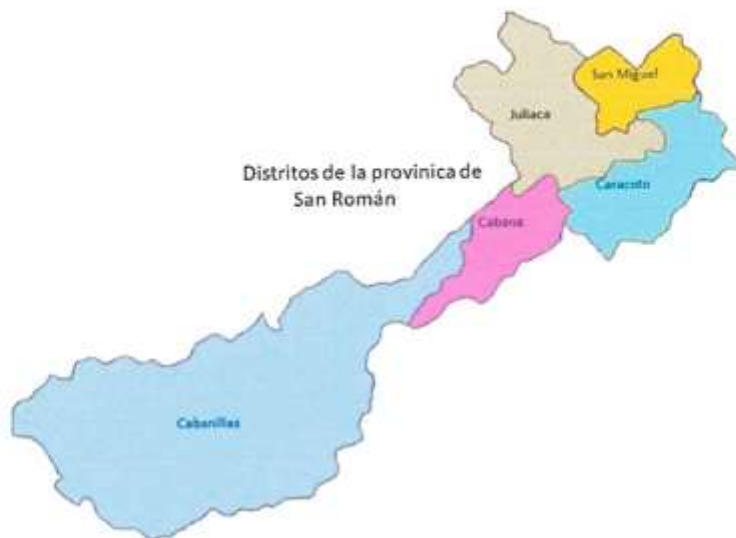 San Miguel
Juliaca
Distritos de la provinica de
San Román
Caracoto
Cabana
Cabanillas